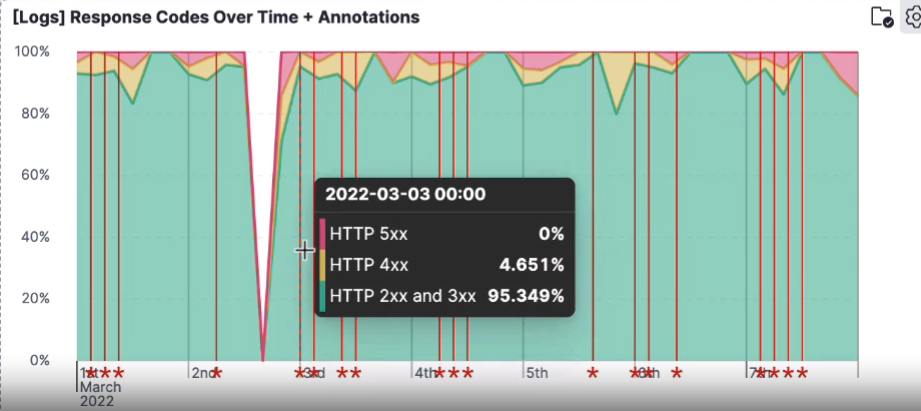 [Logs] Response Codes Over Time + Annotations
100%
80%
60%
40%
20%
0%
2022-03-03 00:00
HTTP 5xx 0%
HTTP 4xx 4.651%
HTTP 2xx and 3xx 95.349%
1st 2nd 3rd 4th 5th 6th 7th
March
2022